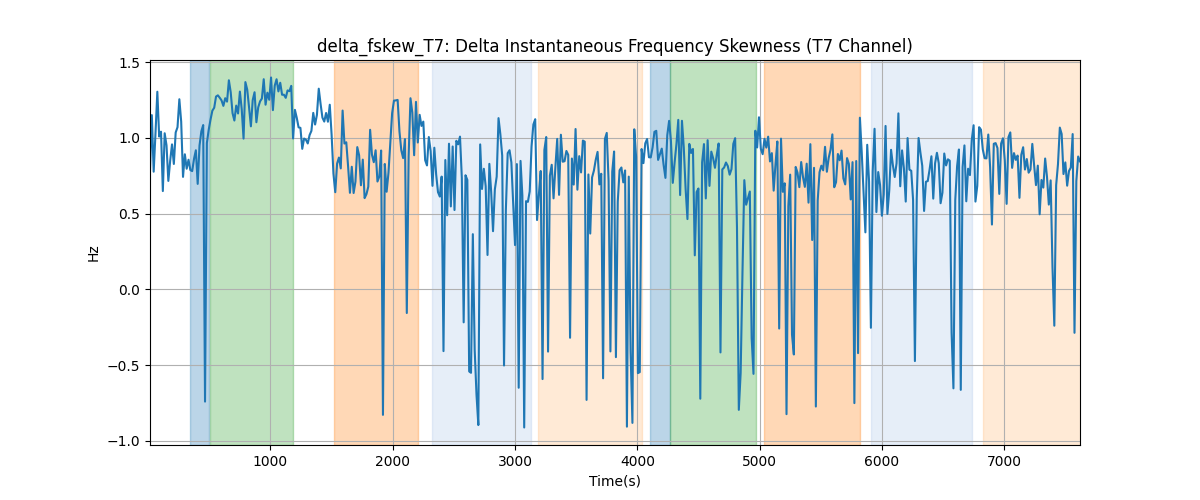 delta_fskew_T7: Delta Instantaneous Frequency Skewness (T7 Channel)
1.5
1.0
0.5
0.0
−0.5
−1.0
Hz
1000 2000 3000 4000 5000 6000 7000
Time(s)